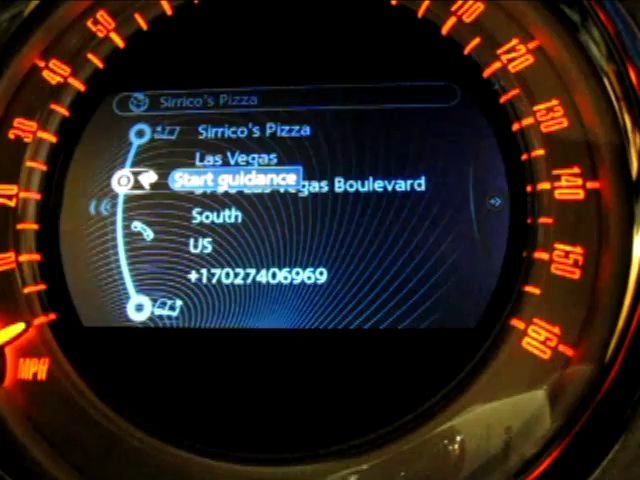 Sirrico's Pizza
Sirrico's Pizza
Las Vegas
Start guidance
Vegas Boulevard
South
US
+17027406969
10
20
30
40
50
110
120
130
140
150
160
MPH